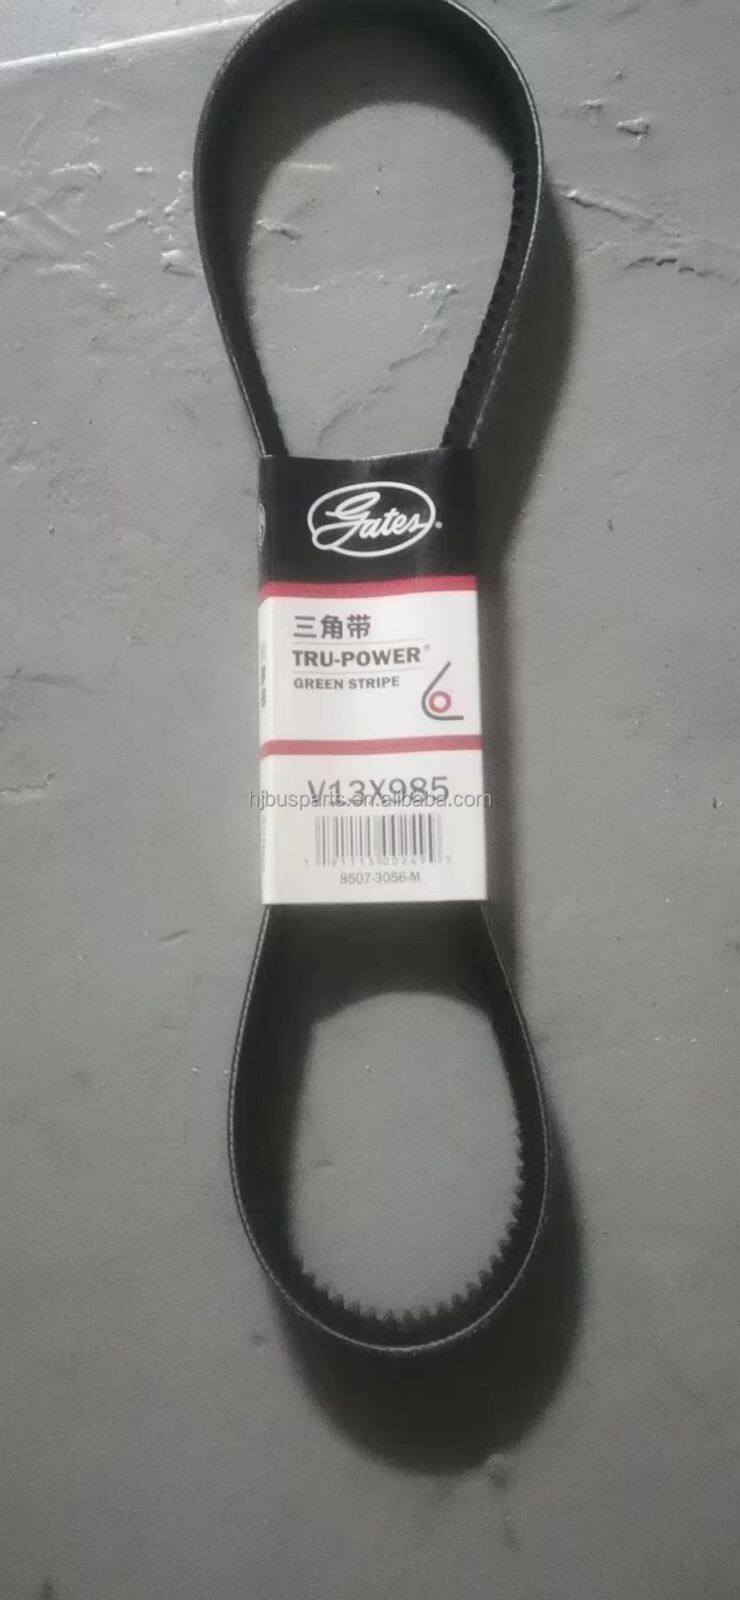 Gates®
三角带
TRU-POWER®
GREEN STRIPE
V13X985
hjbusparts.en.alibaba.com
8507-3056-M